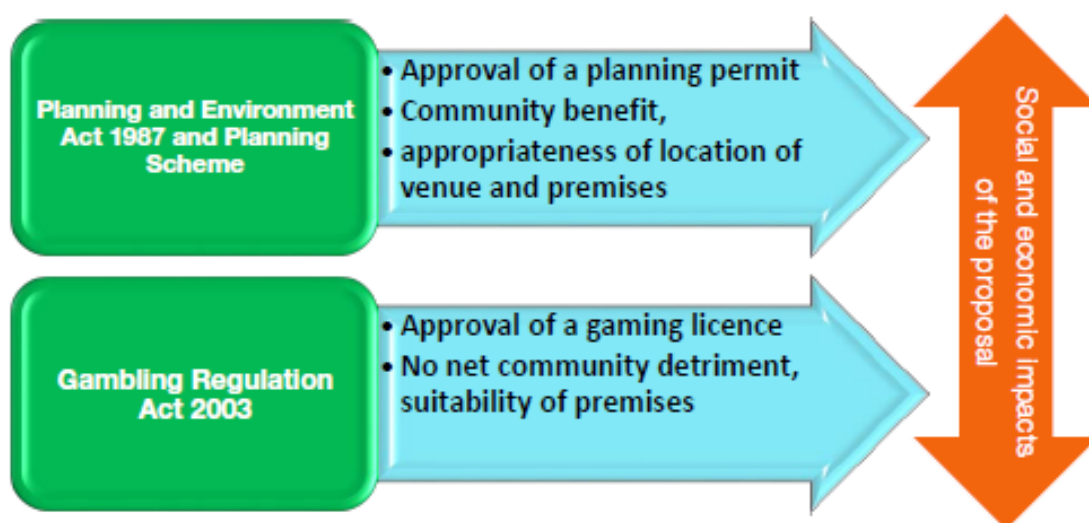 Planning and Environment
Act 1987 and Planning
Scheme
• Approval of a planning permit
• Community benefit,
• appropriateness of location of
venue and premises
Gambling Regulation
Act 2003
• Approval of a gaming licence
• No net community detriment,
suitability of premises
Social and economic impacts
of the proposal